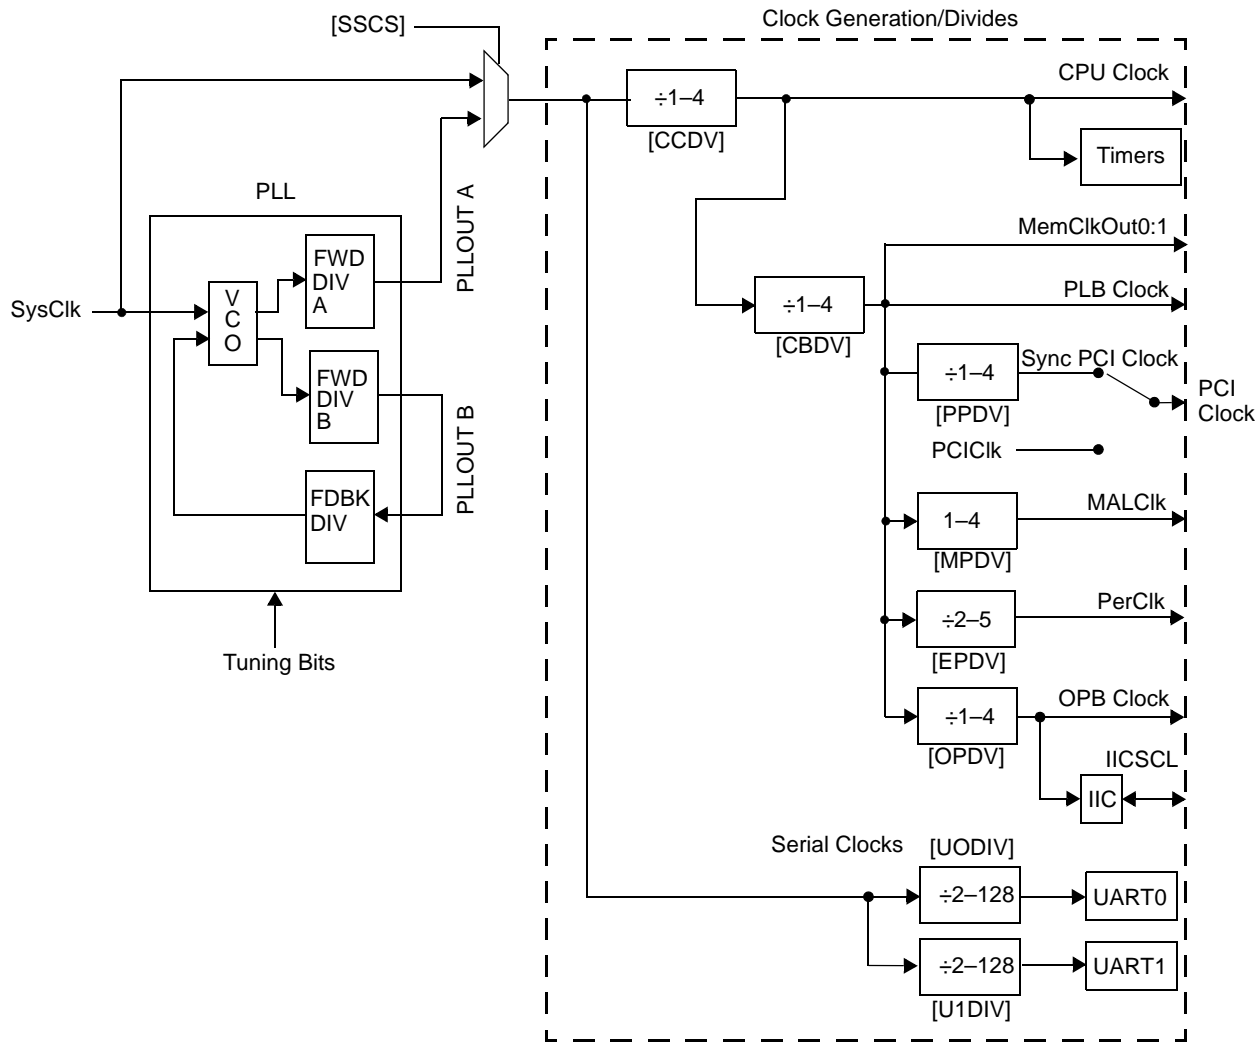 Clock Generation/Divides
[SSCS]
CPU Clock
÷1–4
[CCDV]
Timers
PLL
PLLOUT A
FWD
DIV
A
MemClkOut0:1
V
C
O
SysClk
÷1–4
[CBDV]
PLB Clock
FWD
DIV
B
PLLOUT B
÷1–4
[PPDV]
Sync PCI Clock
PCI
Clock
PCIClk
FDBK
DIV
1–4
[MPDV]
MALClk
÷2–5
[EPDV]
PerClk
Tuning Bits
÷1–4
[OPDV]
OPB Clock
IICSCL
IIC
Serial Clocks
[UODIV]
÷2–128
UART0
÷2–128
UART1
[U1DIV]